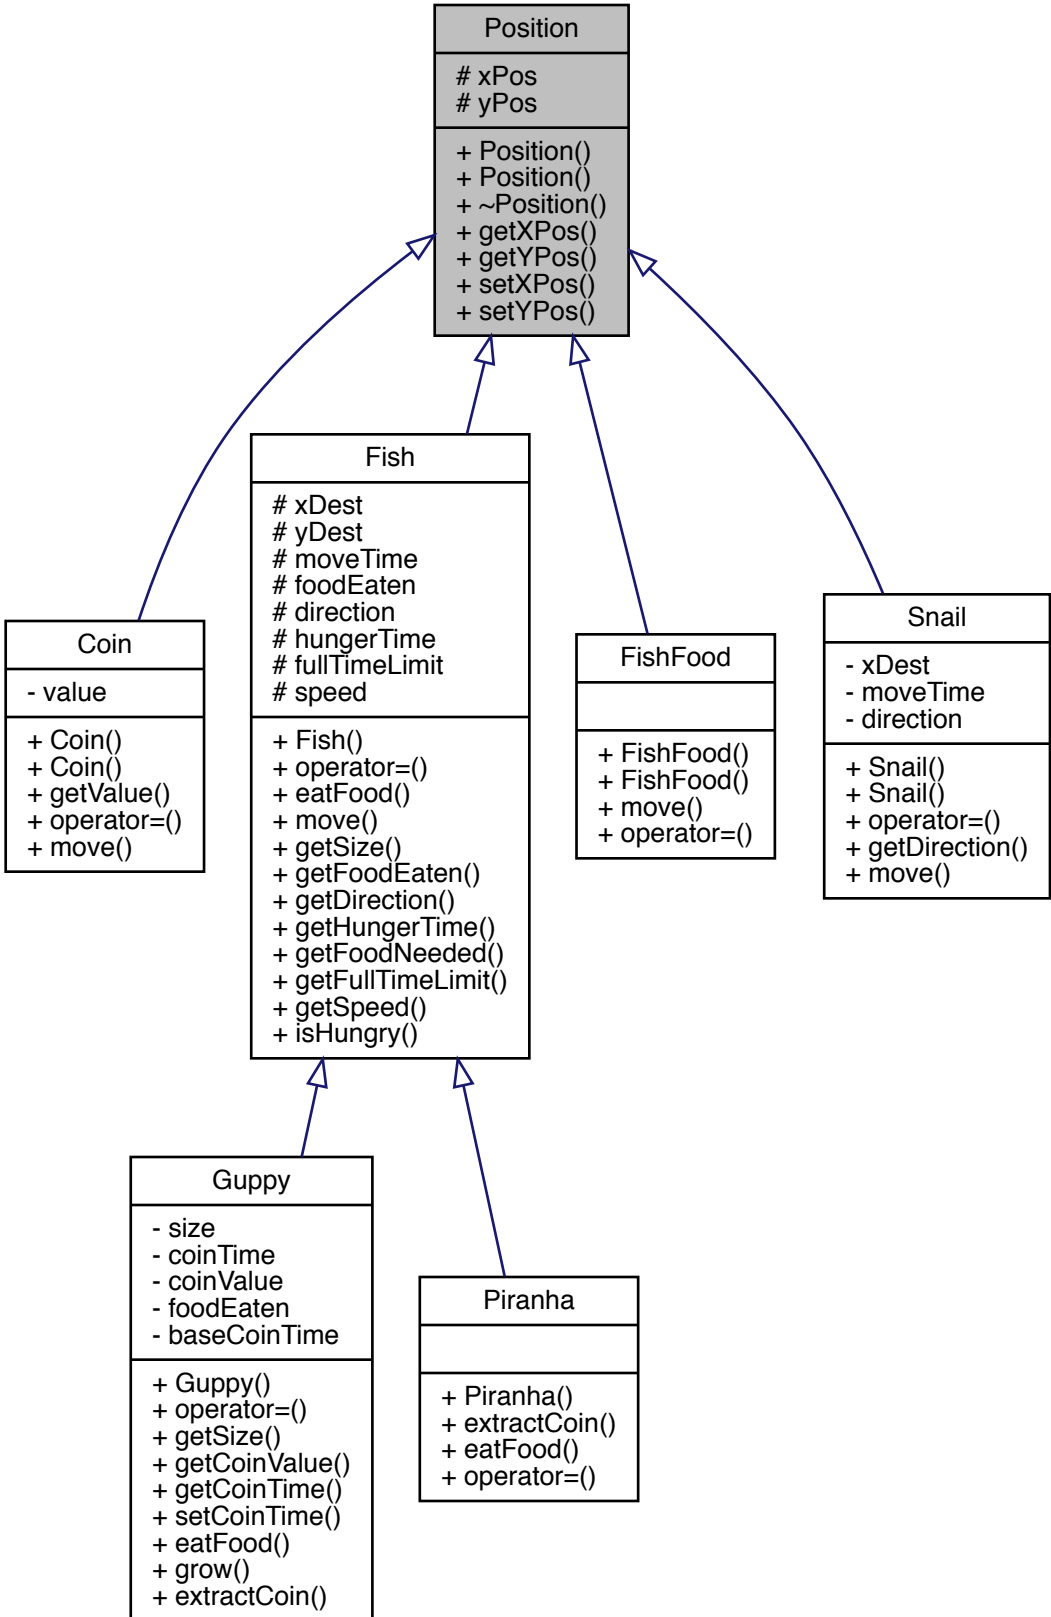 Position
# xPos
# yPos
+ Position()
+ Position()
+ ~Position()
+ getXPos()
+ getYPos()
+ setXPos()
+ setYPos()
Coin
- value
+ Coin()
+ Coin()
+ getValue()
+ operator=()
+ move()
Fish
# xDest
# yDest
# moveTime
# foodEaten
# direction
# hungerTime
# fullTimeLimit
# speed
+ Fish()
+ operator=()
+ eatFood()
+ move()
+ getSize()
+ getFoodEaten()
+ getDirection()
+ getHungerTime()
+ getFoodNeeded()
+ getFullTimeLimit()
+ getSpeed()
+ isHungry()
FishFood
+ FishFood()
+ FishFood()
+ move()
+ operator=()
Snail
- xDest
- moveTime
- direction
+ Snail()
+ Snail()
+ operator=()
+ getDirection()
+ move()
Guppy
- size
- coinTime
- coinValue
- foodEaten
- baseCoinTime
+ Guppy()
+ operator=()
+ getSize()
+ getCoinValue()
+ getCoinTime()
+ setCoinTime()
+ eatFood()
+ grow()
+ extractCoin()
Piranha
+ Piranha()
+ extractCoin()
+ eatFood()
+ operator=()